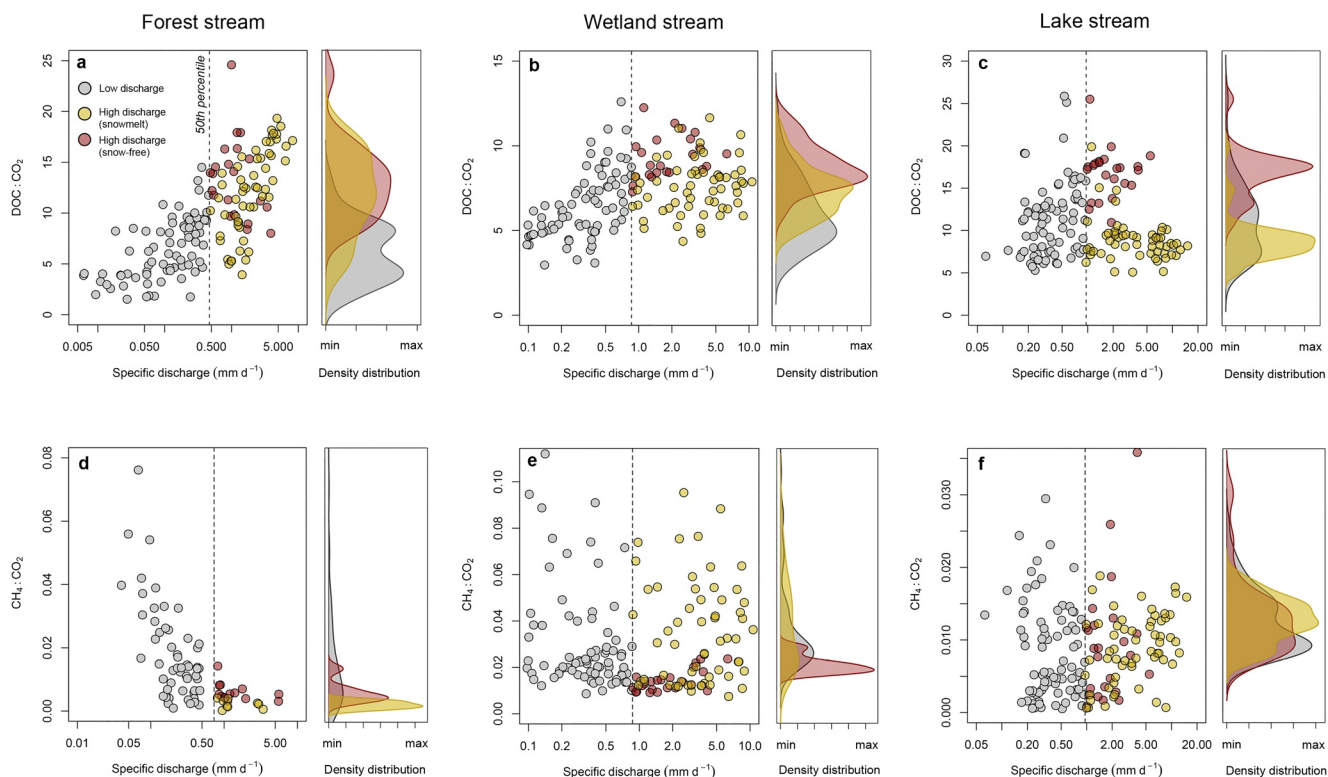 Forest stream
Wetland stream
Lake stream
a
25
20
15
10
5
0
DOC : CO₂
Low discharge
High discharge
(snowmelt)
High discharge
(snow-free)
50th percentile
0.005
0.050
0.500
5.000
Specific discharge (mm d⁻¹)
min
max
Density distribution
b
15
10
5
0
DOC : CO₂
0.1
0.2
0.5
1.0
2.0
5.0
10.0
Specific discharge (mm d⁻¹)
min
max
Density distribution
c
30
25
20
15
10
5
0
DOC : CO₂
0.05
0.20
0.50
2.00
5.00
20.00
Specific discharge (mm d⁻¹)
min
max
Density distribution
d
0.08
0.06
0.04
0.02
0.00
CH₄ : CO₂
0.01
0.05
0.50
5.00
Specific discharge (mm d⁻¹)
min
max
Density distribution
e
0.10
0.08
0.06
0.04
0.02
0.00
CH₄ : CO₂
0.1
0.2
0.5
1.0
2.0
5.0
10.0
Specific discharge (mm d⁻¹)
min
max
Density distribution
f
0.030
0.020
0.010
0.000
CH₄ : CO₂
0.05
0.20
0.50
2.00
5.00
20.00
Specific discharge (mm d⁻¹)
min
max
Density distribution